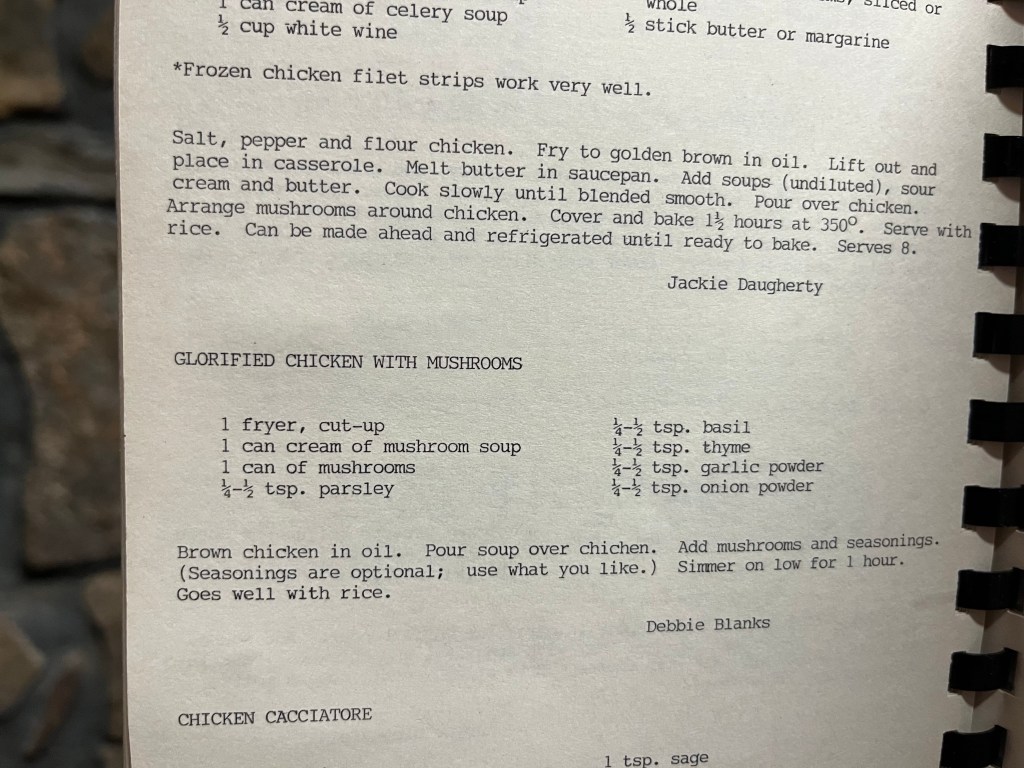 1 can cream of celery soup
½ cup white wine
sliced or
whole
½ stick butter or margarine
*Frozen chicken filet strips work very well.
Salt, pepper and flour chicken. Fry to golden brown in oil. Lift out and
place in casserole. Melt butter in saucepan. Add soups (undiluted), sour
cream and butter. Cook slowly until blended smooth. Pour over chicken.
Arrange mushrooms around chicken. Cover and bake 1½ hours at 350°. Serve with
rice. Can be made ahead and refrigerated until ready to bake. Serves 8.
Jackie Daugherty
GLORIFIED CHICKEN WITH MUSHROOMS
1 fryer, cut-up
1 can cream of mushroom soup
1 can of mushrooms
¼-½ tsp. parsley
¼-½ tsp. basil
¼-½ tsp. thyme
¼-½ tsp. garlic powder
¼-½ tsp. onion powder
Brown chicken in oil. Pour soup over chichen. Add mushrooms and seasonings.
(Seasonings are optional; use what you like.) Simmer on low for 1 hour.
Goes well with rice.
Debbie Blanks
CHICKEN CACCIATORE
1 tsp. sage